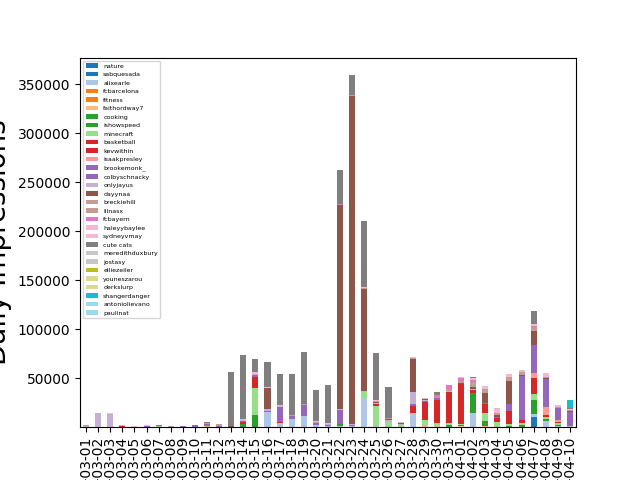 Daily Impressions
350000
300000
250000
200000
150000
100000
50000
nature
sabquesada
alixearle
fcbarcelona
fitness
faithordway7
cooking
ishowspeed
minecraft
basketball
kevwithin
isaakpresley
brookemonk_
colbyschnacky
onlyjayus
dayynaa
breckiehill
lilnasx
fcbayern
haleyybaylee
sydneyvmay
cute cats
meredithduxbury
jostasy
elliezeiler
youneszarou
derkslurp
shangerdanger
antoniolievano
paulinat
03-01
03-02
03-03
03-04
03-05
03-06
03-07
03-08
03-09
03-10
03-11
03-12
03-13
03-14
03-15
03-16
03-17
03-18
03-19
03-20
03-21
03-22
03-23
03-24
03-25
03-26
03-27
03-28
03-29
03-30
03-31
04-01
04-02
04-03
04-04
04-05
04-06
04-07
04-08
04-09
04-10